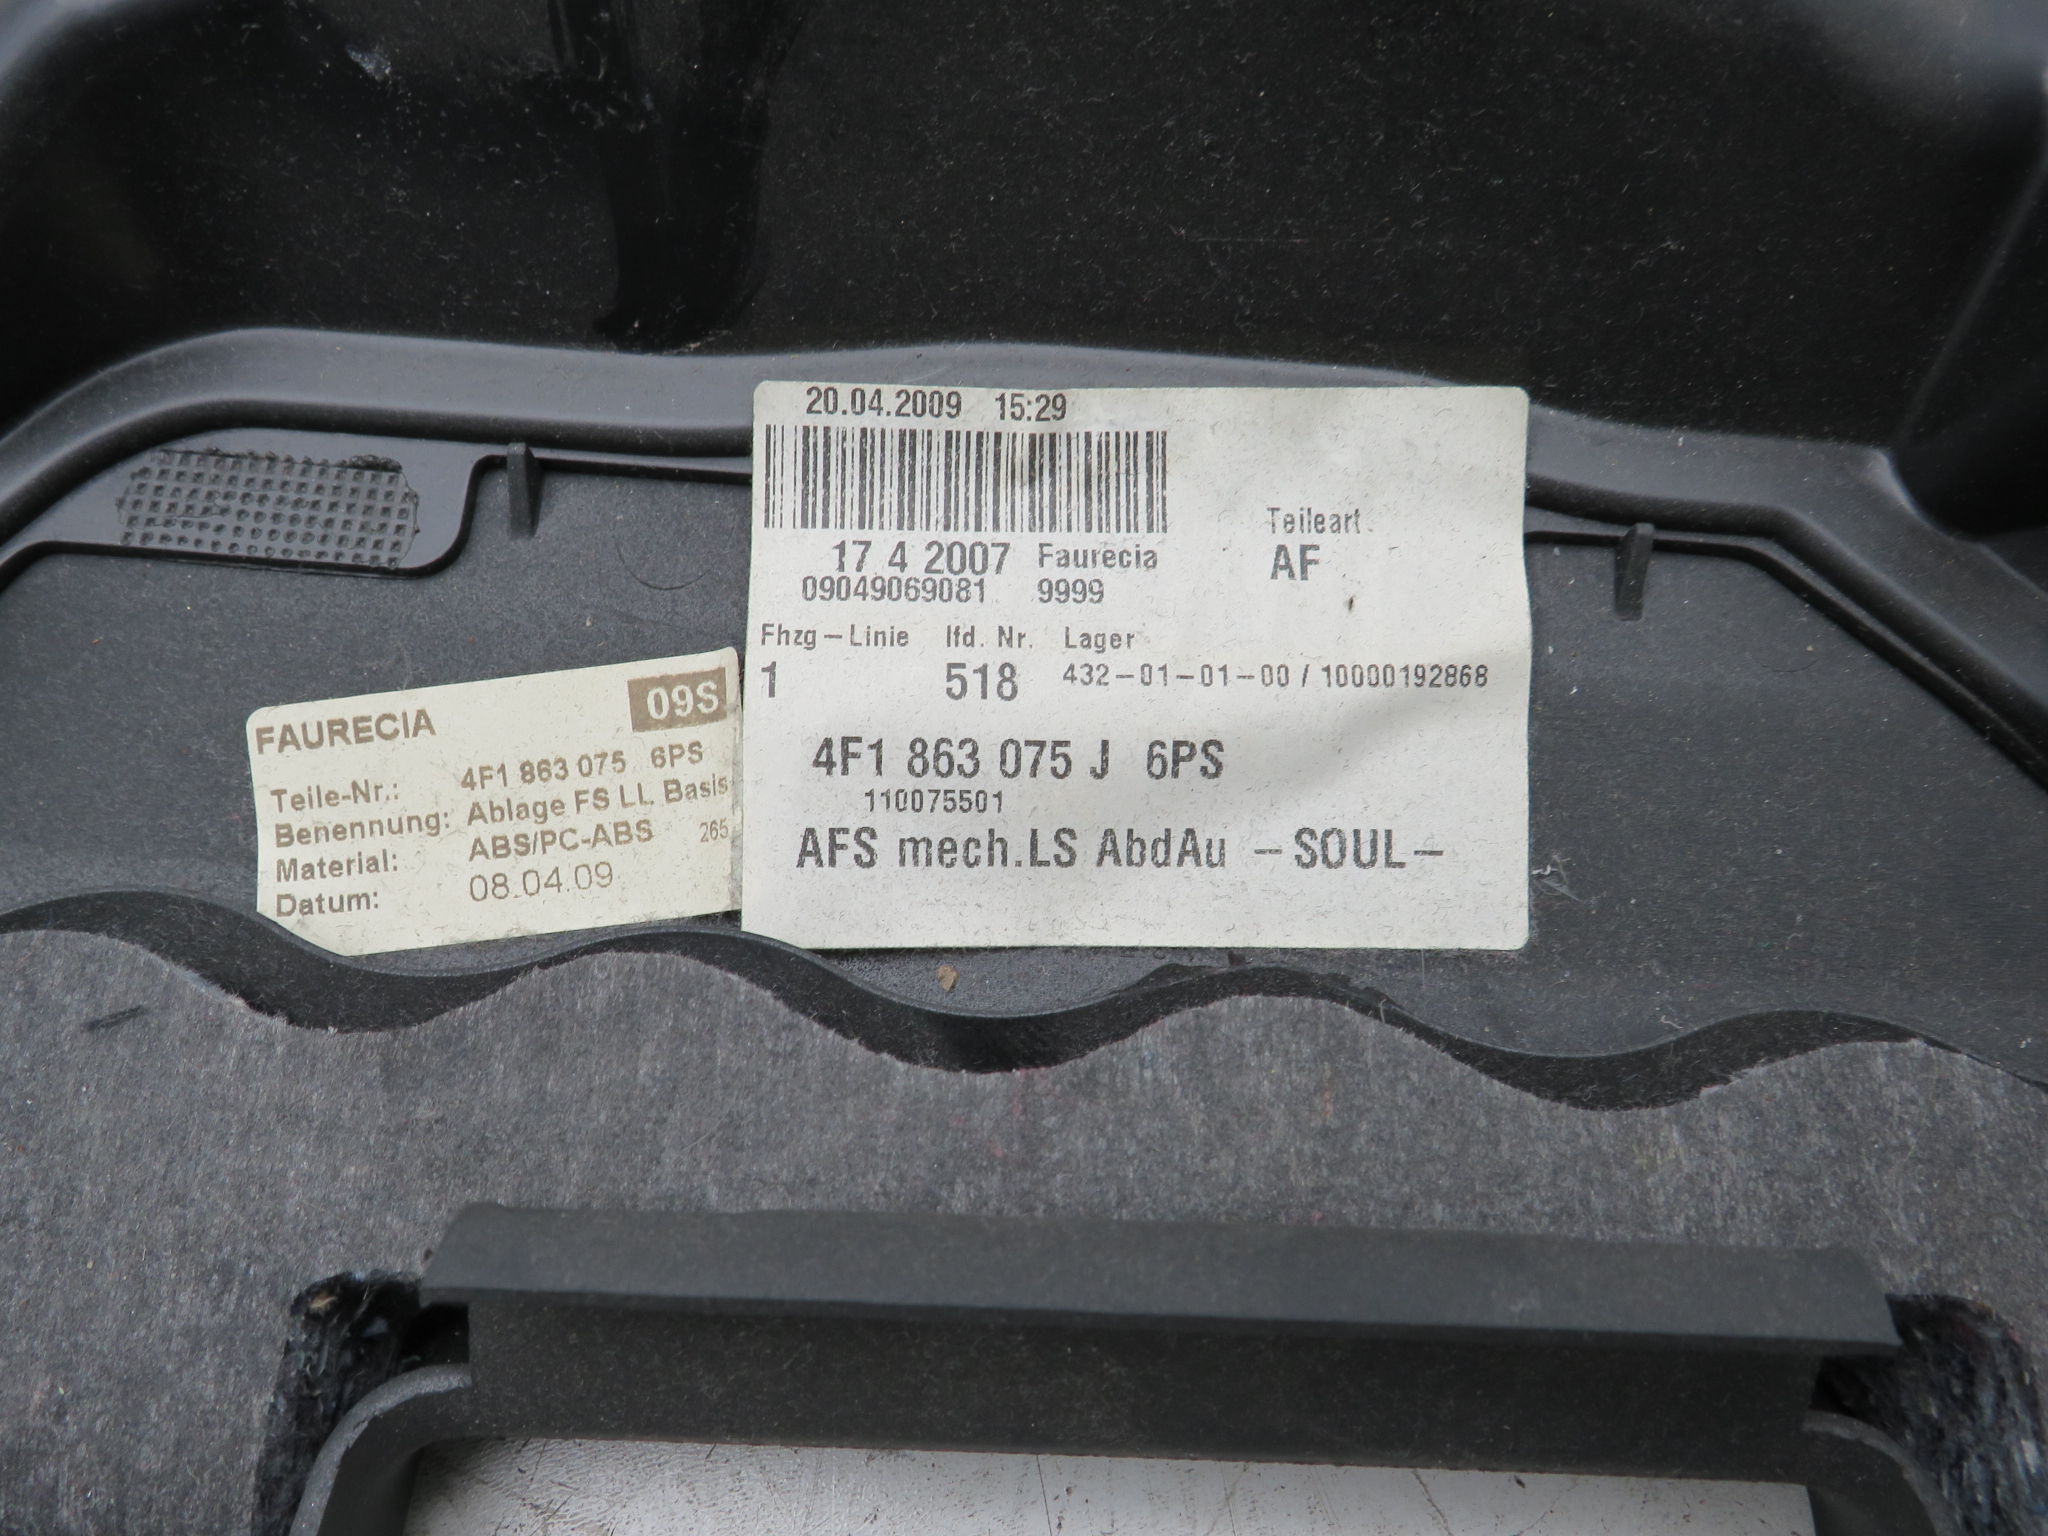 20.04.2009 15:29
17 4 2007 Faurecia
09049069081 9999
Teileart.
AF
Fhzg-Linie lfd. Nr. Lager
1 518 432-01-01-00 / 10000192868
4F1 863 075 J 6PS
110075501
AFS mech.LS AbdAu -SOUL-
FAURECIA 09S
Teile-Nr.: 4F1 863 075 6PS
Benennung: Ablage FS LL Basis
Material: ABS/PC-ABS 265
Datum: 08.04.09